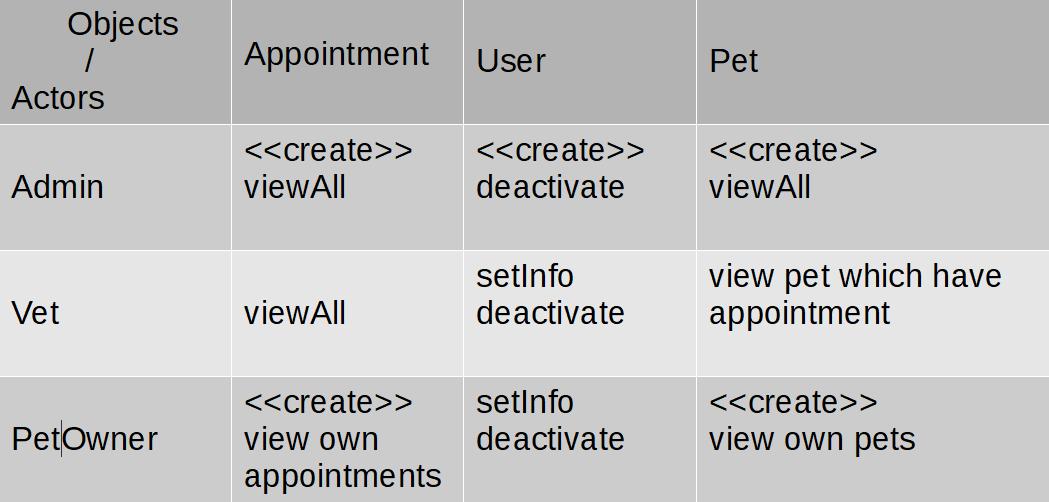 Objects
/
Actors
Appointment
User
Pet
Admin
<<create>>
viewAll
<<create>>
deactivate
<<create>>
viewAll
Vet
viewAll
setInfo
deactivate
view pet which have
appointment
PetOwner
<<create>>
view own
appointments
setInfo
deactivate
<<create>>
view own pets